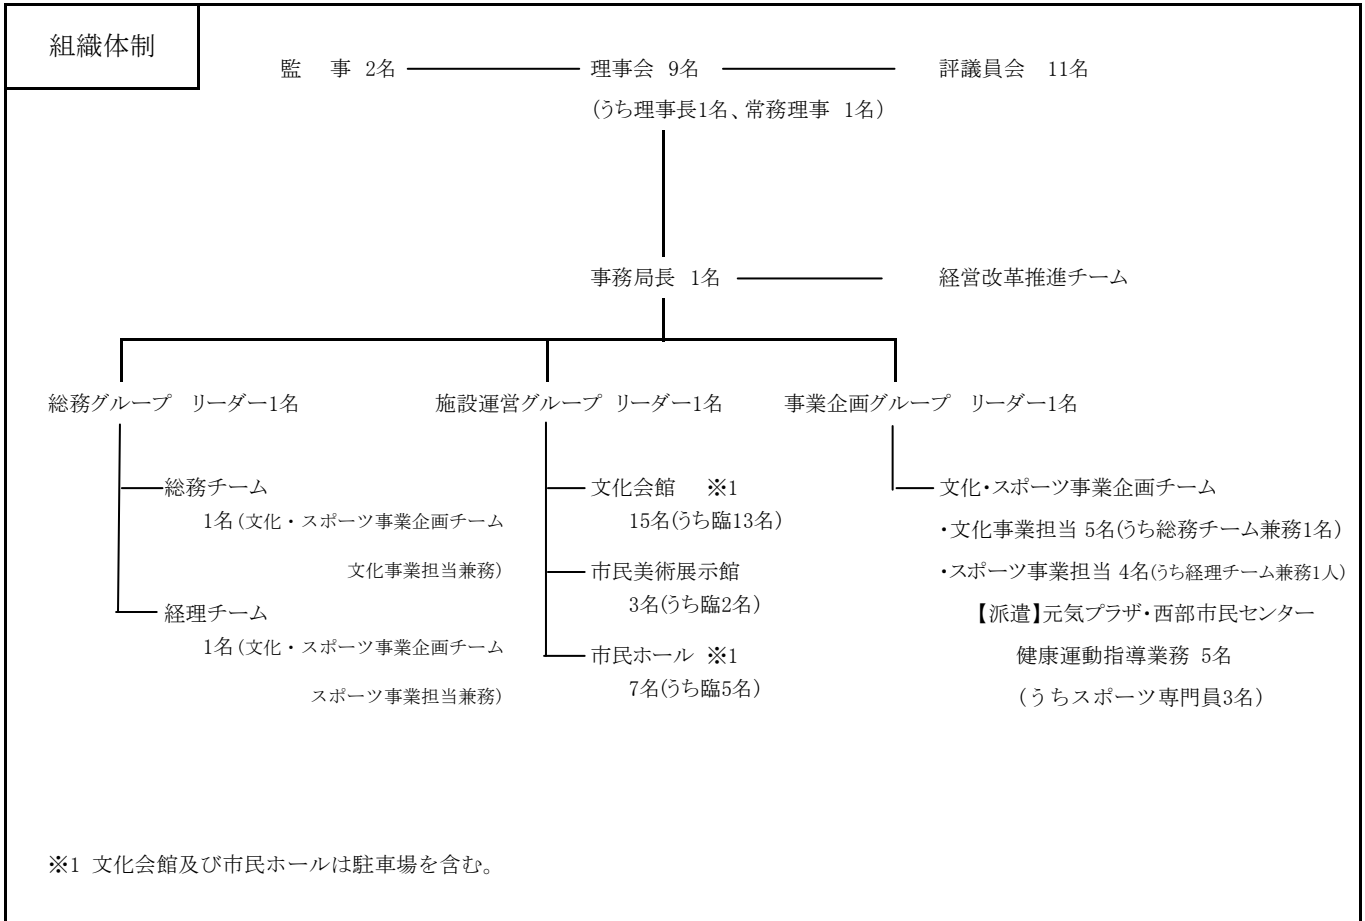 組織体制
監　事 2名
理事会 9名
評議員会 11名
(うち理事長1名、常務理事 1名)
事務局長 1名
経営改革推進チーム
総務グループ リーダー1名
総務チーム
1名(文化・スポーツ事業企画チーム
文化事業担当兼務)
経理チーム
1名(文化・スポーツ事業企画チーム
スポーツ事業担当兼務)
施設運営グループ リーダー1名
文化会館 ※1
15名(うち臨13名)
市民美術展示館
3名(うち臨2名)
市民ホール ※1
7名(うち臨5名)
事業企画グループ リーダー1名
文化・スポーツ事業企画チーム
・文化事業担当 5名(うち総務チーム兼務1名)
・スポーツ事業担当 4名(うち経理チーム兼務1人)
【派遣】元気プラザ・西部市民センター
健康運動指導業務 5名
(うちスポーツ専門員3名)
※1 文化会館及び市民ホールは駐車場を含む。